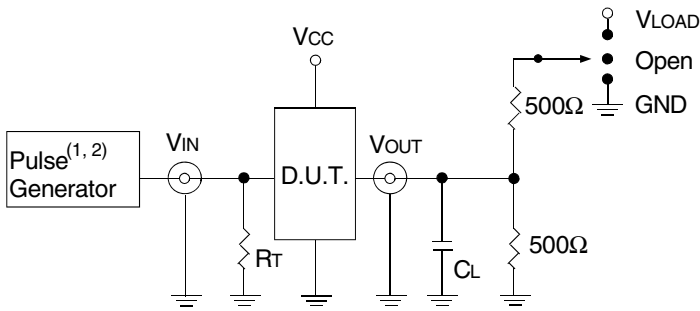 VLOAD
VCC
Open
500Ω
GND
Pulse(1, 2)
Generator
VIN
D.U.T.
VOUT
RT
CL
500Ω